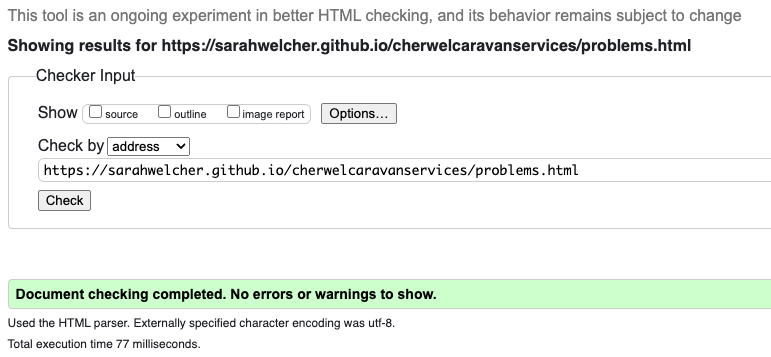 This tool is an ongoing experiment in better HTML checking, and its behavior remains subject to change
Showing results for https://sarahwelcher.github.io/cherwelcaravanservices/problems.html
Checker Input
Show source outline image report Options...
Check by address
https://sarahwelcher.github.io/cherwelcaravanservices/problems.html
Check
Document checking completed. No errors or warnings to show.
Used the HTML parser. Externally specified character encoding was utf-8.
Total execution time 77 milliseconds.